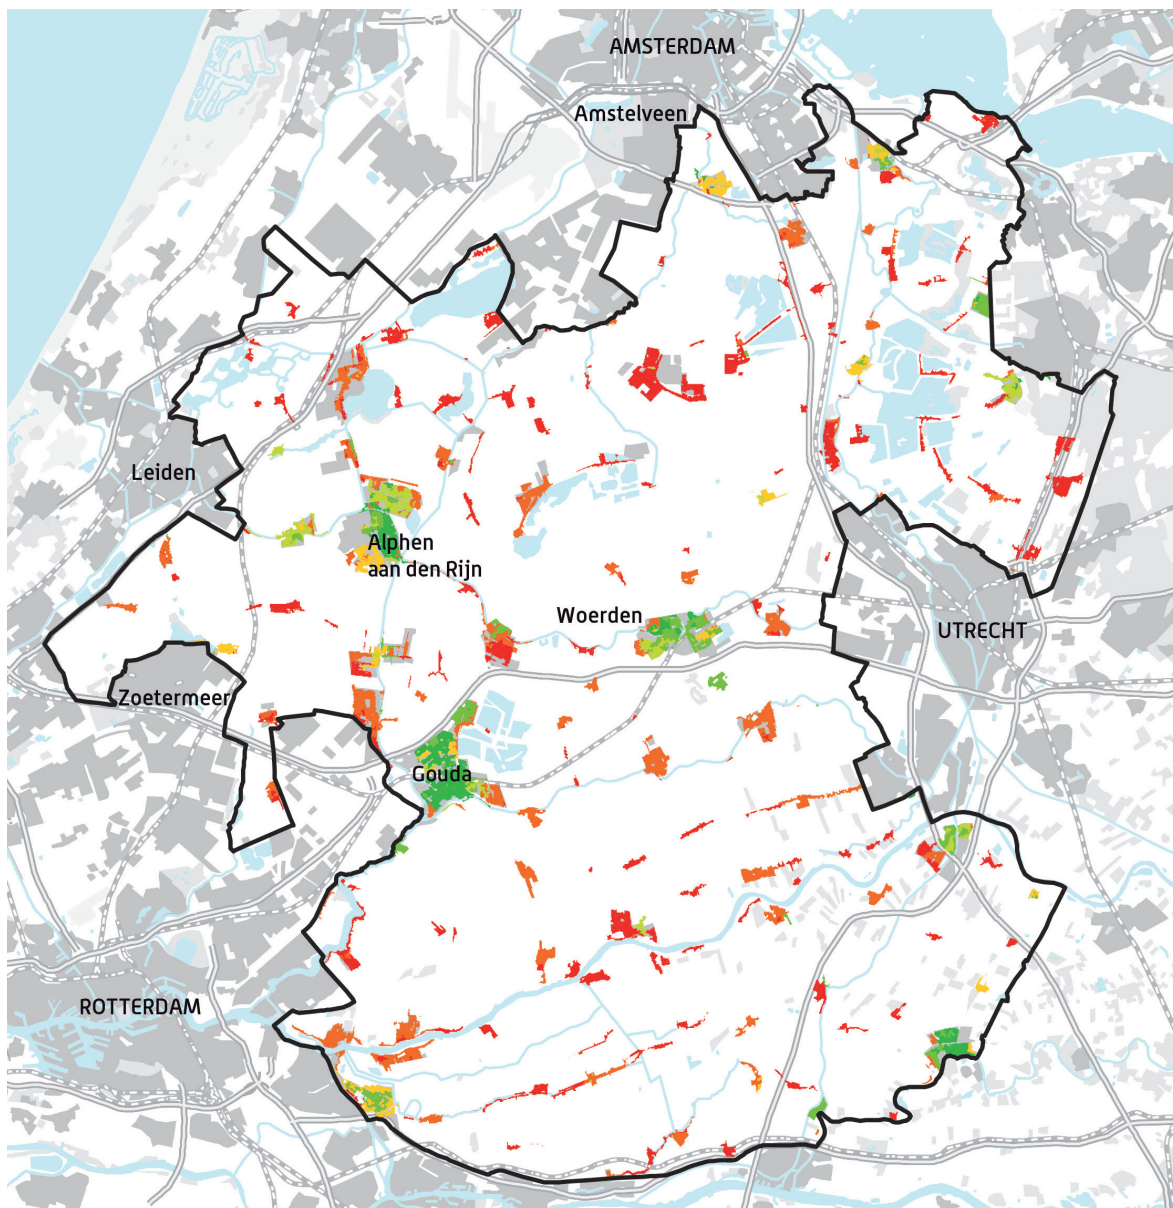 AMSTERDAM
Amstelveen
Leiden
Alphen
aan den Rijn
Woerden
UTRECHT
Zoetermeer
Gouda
ROTTERDAM